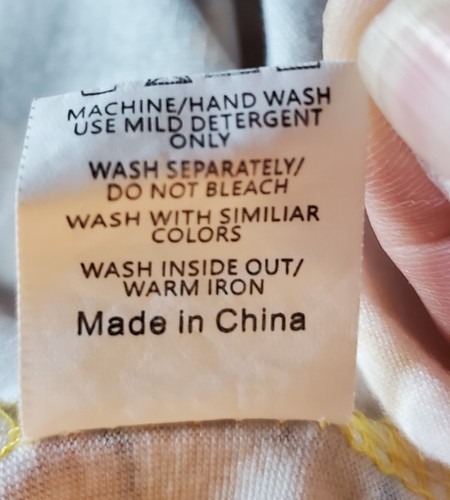 MACHINE/HAND WASH
USE MILD DETERGENT
ONLY
WASH SEPARATELY/
DO NOT BLEACH
WASH WITH SIMILIAR
COLORS
WASH INSIDE OUT/
WARM IRON
Made in China